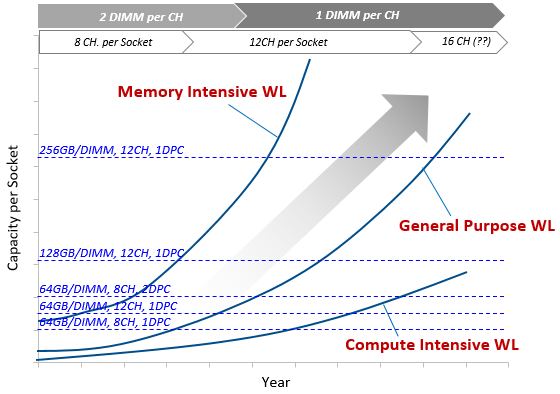 2 DIMM per CH
1 DIMM per CH
8 CH. per Socket
12CH per Socket
16 CH (??)
Memory Intensive WL
256GB/DIMM, 12CH, 1DPC
General Purpose WL
128GB/DIMM, 12CH, 1DPC
64GB/DIMM, 8CH, 2DPC
64GB/DIMM, 12CH, 1DPC
64GB/DIMM, 8CH, 1DPC
Compute Intensive WL
Capacity per Socket
Year